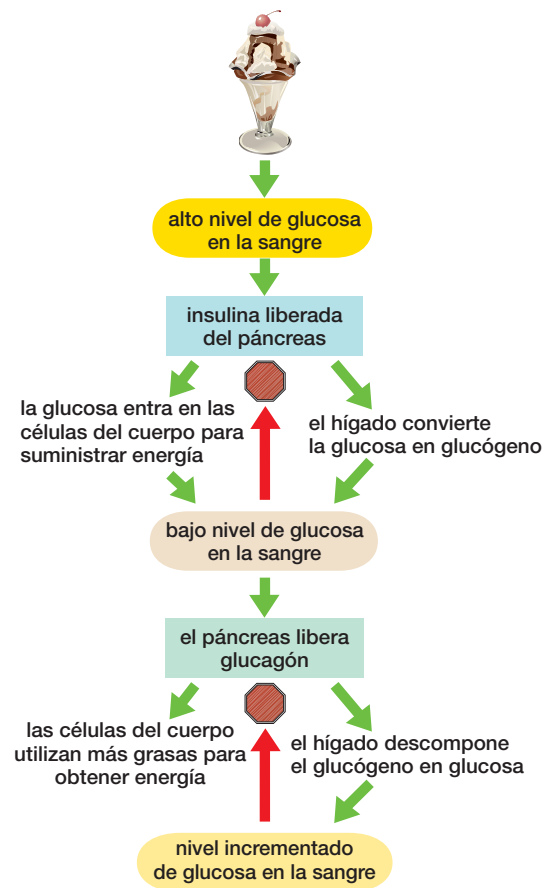 alto nivel de glucosa
en la sangre
insulina liberada
del páncreas
la glucosa entra en las
células del cuerpo para
suministrar energía
el hígado convierte
la glucosa en glucógeno
bajo nivel de glucosa
en la sangre
el páncreas libera
glucagón
las células del cuerpo
utilizan más grasas para
obtener energía
el hígado descompone
el glucógeno en glucosa
nivel incrementado
de glucosa en la sangre